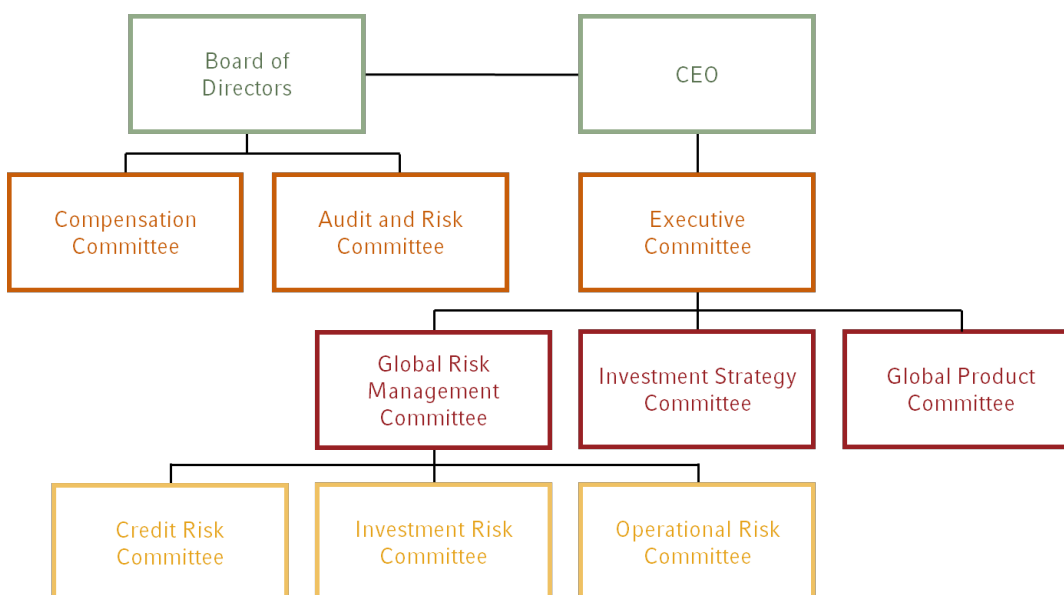 Board of
Directors
CEO
Compensation
Committee
Audit and Risk
Committee
Executive
Committee
Global Risk
Management
Committee
Investment Strategy
Committee
Global Product
Committee
Credit Risk
Committee
Investment Risk
Committee
Operational Risk
Committee